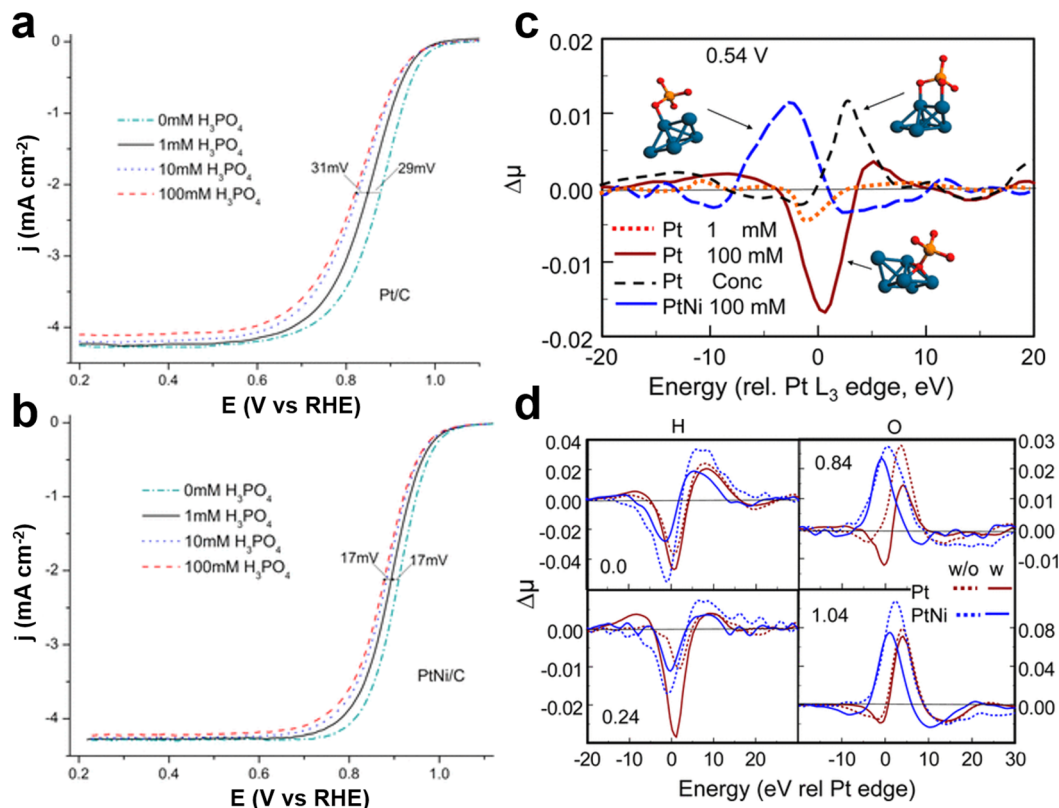 a
0
-1
-2
-3
-4
j (mA cm⁻²)
0mM H₃PO₄
1mM H₃PO₄
10mM H₃PO₄
100mM H₃PO₄
31mV
29mV
Pt/C
0.2 0.4 0.6 0.8 1.0
E (V vs RHE)
b
0
-1
-2
-3
-4
j (mA cm⁻²)
0mM H₃PO₄
1mM H₃PO₄
10mM H₃PO₄
100mM H₃PO₄
17mV
17mV
PtNi/C
0.2 0.4 0.6 0.8 1.0
E (V vs RHE)
c
0.02
0.01
0.00
-0.01
-0.02
Δμ
0.54 V
Pt 1 mM
Pt 100 mM
Pt Conc
PtNi 100 mM
-20 -10 0 10 20
Energy (rel. Pt L₃ edge, eV)
d
H O
0.04
0.02
0.00
-0.02
-0.04
0.0
0.84
0.03
0.02
0.01
0.00
-0.01
w/o w
Pt
PtNi
Δμ
0.00
-0.01
-0.02
0.24
1.04
0.08
0.04
0.00
-20 -10 0 10 20 -10 0 10 20 30
Energy (eV rel Pt edge)